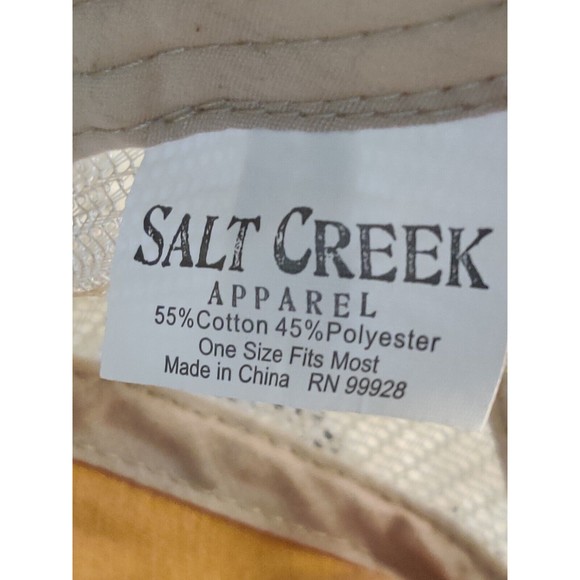 SALT CREEK
APPAREL
55%Cotton 45%Polyester
One Size Fits Most
Made in China RN 99928